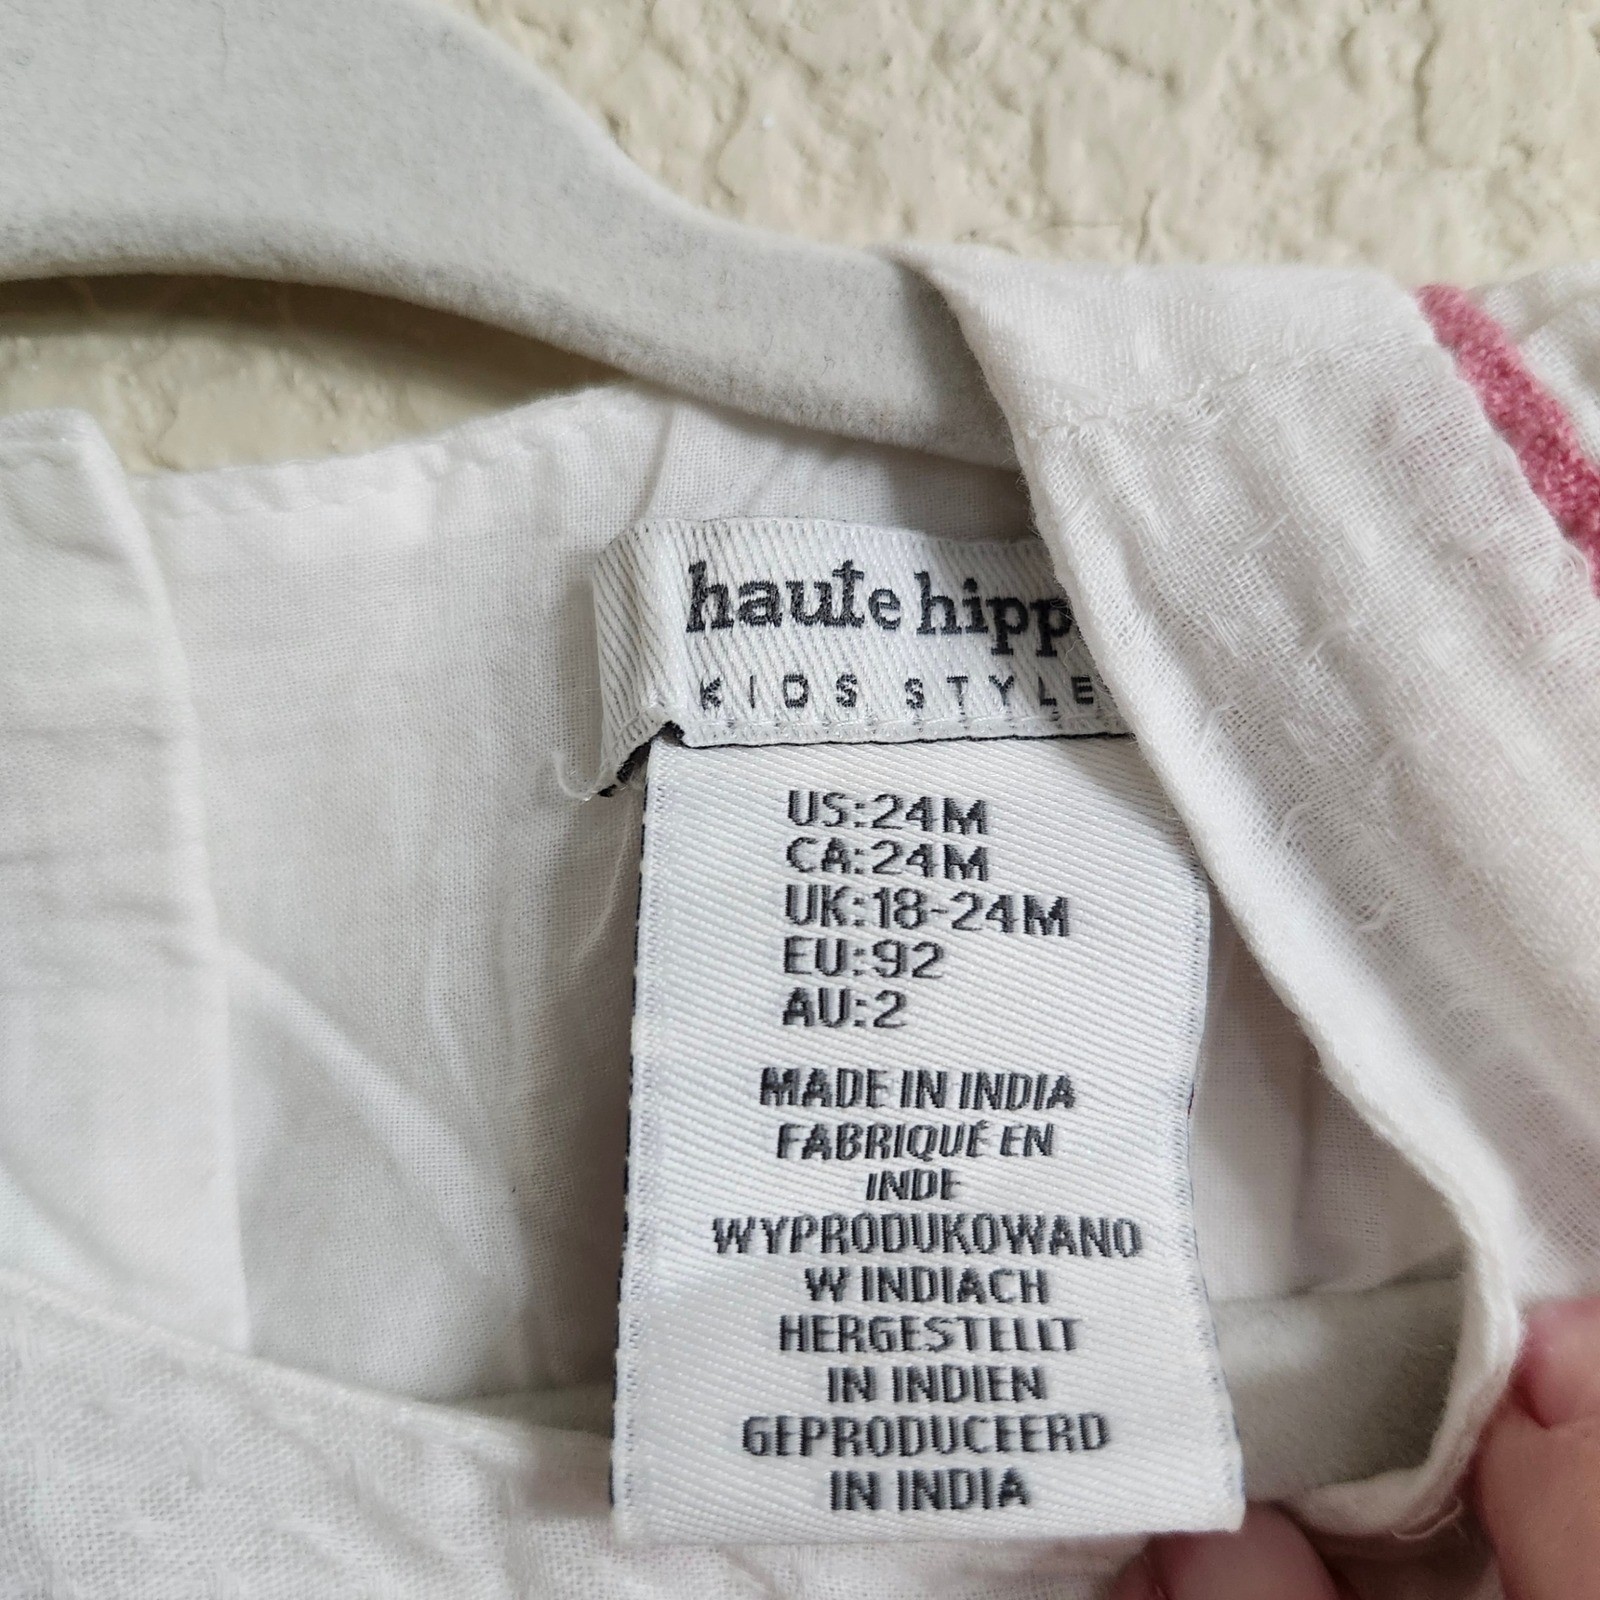 haute hipp
KIDS STYLE
US:24M
CA:24M
UK:18-24M
EU:92
AU:2
MADE IN INDIA
FABRIQUÉ EN
INDE
WYPRODUKOWANO
W INDIACH
HERGESTELLT
IN INDIEN
GEPRODUCEERD
IN INDIA